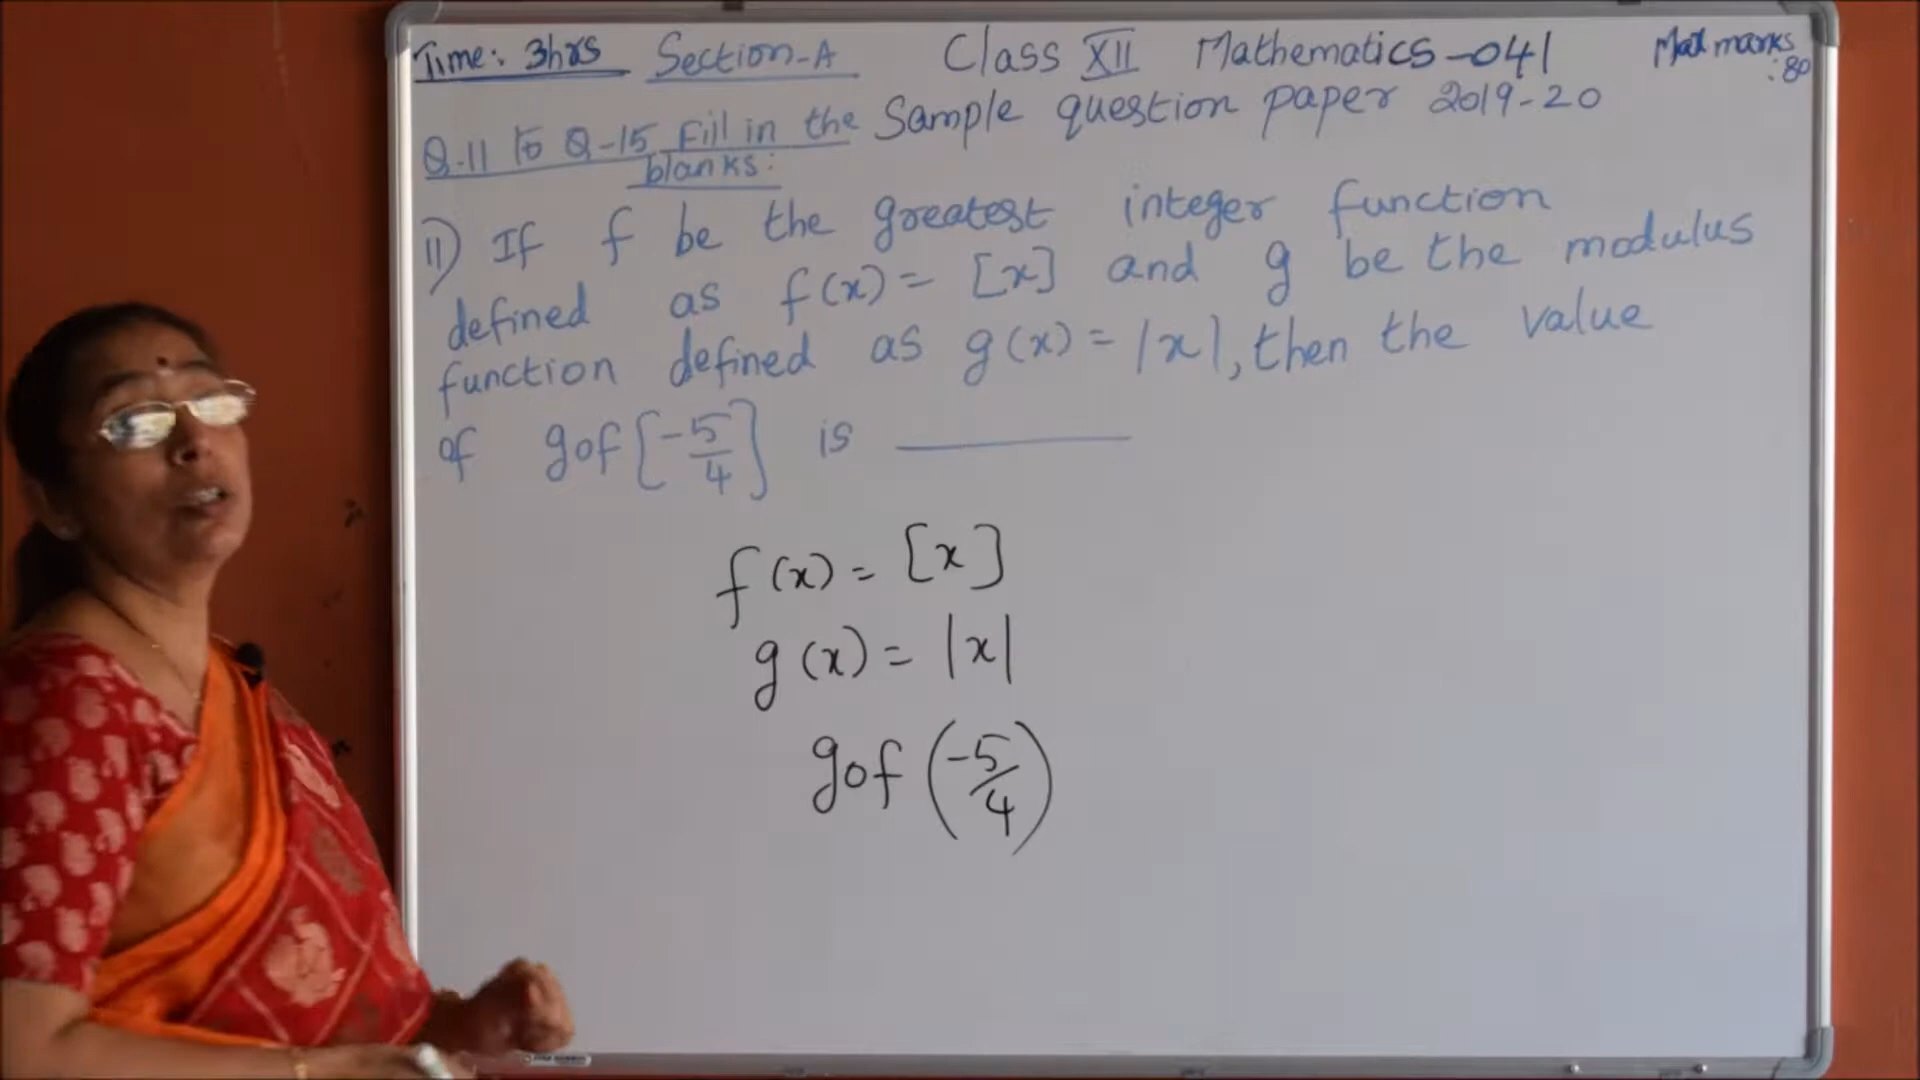 Time: 3hrs Section-A Class XII Mathematics-041 Max marks :80
Q.11 to Q-15 Fill in the blanks:
Sample question paper 2019-20
11) If f be the greatest integer function
defined as f(x) = [x] and g be the modulus
function defined as g(x) = |x|, then the value
of gof[-5/4] is ________
f(x) = [x]
g(x) = |x|
gof(-5/4)